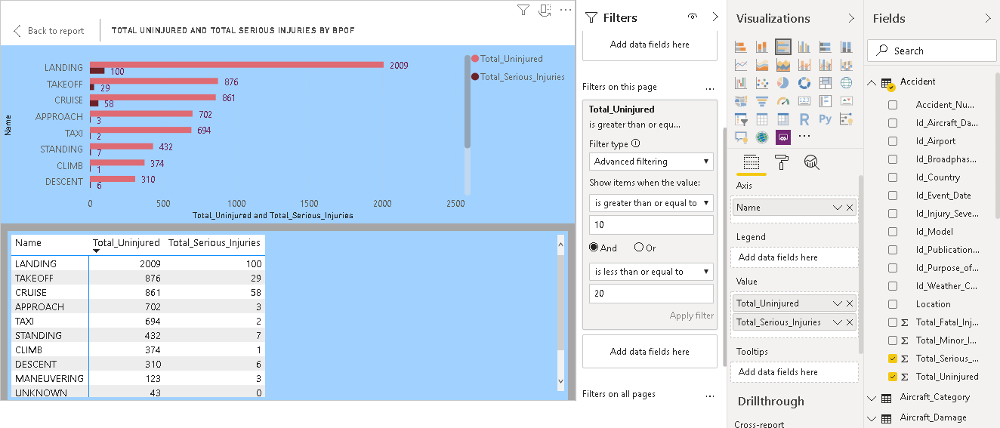 Back to report
TOTAL UNINJURED AND TOTAL SERIOUS INJURIES BY BPOF
Name
LANDING 2009
100
TAKEOFF 876
29
CRUISE 861
58
APPROACH 702
3
TAXI 694
2
STANDING 432
7
CLIMB 374
1
DESCENT 310
6
0 500 1000 1500 2000 2500
Total_Uninjured and Total_Serious_Injuries
Total_Uninjured
Total_Serious_Injuries
Name Total_Uninjured Total_Serious_Injuries
LANDING 2009 100
TAKEOFF 876 29
CRUISE 861 58
APPROACH 702 3
TAXI 694 2
STANDING 432 7
CLIMB 374 1
DESCENT 310 6
MANEUVERING 123 3
UNKNOWN 43 0
Filters
Add data fields here
Filters on this page ...
Total_Uninjured
is greater than or equ...
Filter type
Advanced filtering
Show items when the value:
is greater than or equal to
10
And Or
is less than or equal to
20
Apply filter
Add data fields here
Filters on all pages ...
Visualizations
R Py
123
...
Axis
Name
Legend
Add data fields here
Value
Total_Uninjured
Total_Serious_Injuries
Tooltips
Add data fields here
Drillthrough
Cross-report
Fields
Search
Accident
Accident_Nu...
Id_Aircraft_Da...
Id_Airport
Id_Broadphas...
Id_Country
Id_Event_Date
Id_Injury_Seve...
Id_Model
Id_Publication...
Id_Purpose_of...
Id_Weather_C...
Location
Σ Total_Fatal_Inj...
Σ Total_Minor_I...
Σ Total_Serious_...
Σ Total_Uninjured
Aircraft_Category
Aircraft_Damage